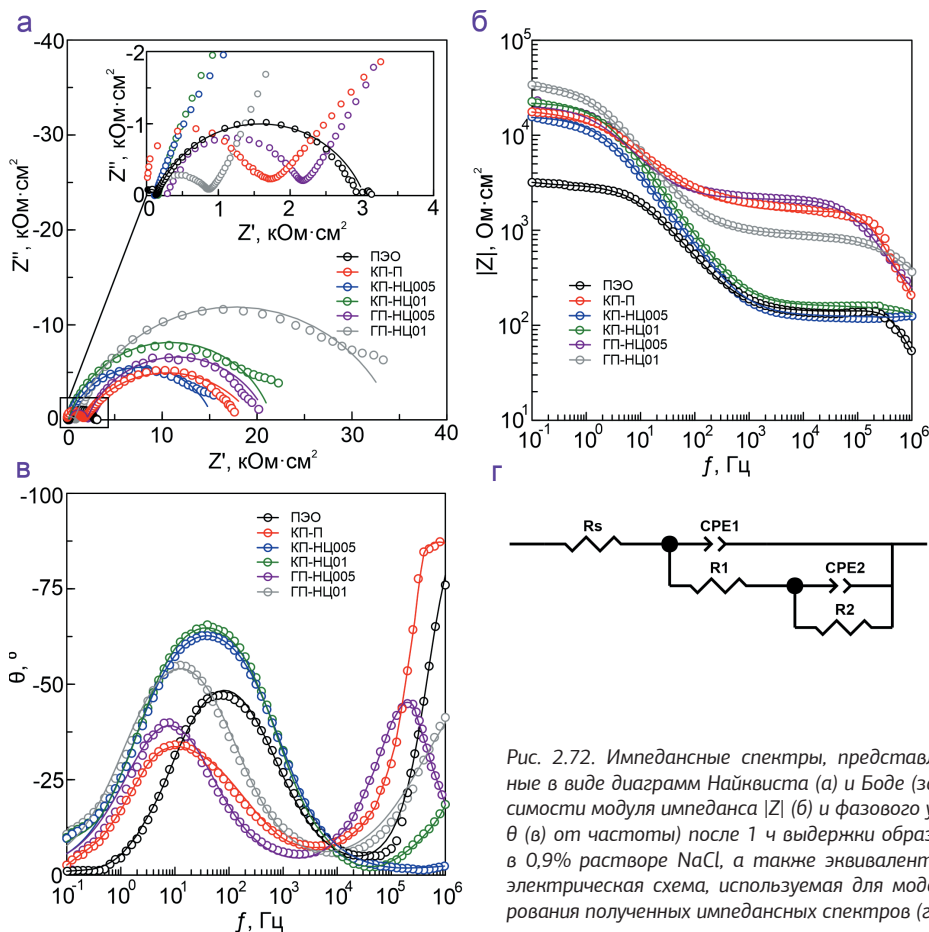 а
-40
-30
-20
-10
0
Z'', кОм·см²
0
10
20
30
40
Z', кОм·см²
-2
-1
0
Z'', кОм·см²
0
1
2
3
4
Z', кОм·см²
ПЭО
КП-П
КП-НЦ005
КП-НЦ01
ГП-НЦ005
ГП-НЦ01
б
10⁵
10⁴
10³
10²
10¹
|Z|, Ом·см²
10⁻¹ 10⁰ 10¹ 10² 10³ 10⁴ 10⁵ 10⁶
f, Гц
ПЭО
КП-П
КП-НЦ005
КП-НЦ01
ГП-НЦ005
ГП-НЦ01
в
-100
-75
-50
-25
0
θ, º
10⁻¹ 10⁰ 10¹ 10² 10³ 10⁴ 10⁵ 10⁶
f, Гц
ПЭО
КП-П
КП-НЦ005
КП-НЦ01
ГП-НЦ005
ГП-НЦ01
г
Rs
CPE1
R1
CPE2
R2
Рис. 2.72. Импедансные спектры, представл
ные в виде диаграмм Найквиста (а) и Боде (за
симости модуля импеданса |Z| (б) и фазового у
θ (в) от частоты) после 1 ч выдержки образ
в 0,9% растворе NaCl, а также эквивалент
электрическая схема, используемая для моде
рования полученных импедансных спектров (г